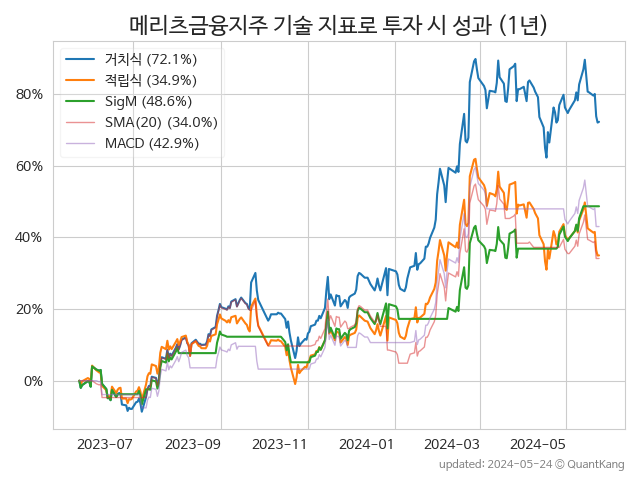 메리츠금융지주 기술 지표로 투자 시 성과 (1년)
거치식 (72.1%)
적립식 (34.9%)
SigM (48.6%)
SMA(20) (34.0%)
MACD (42.9%)
80%
60%
40%
20%
0%
2023-07 2023-09 2023-11 2024-01 2024-03 2024-05
updated: 2024-05-24 © QuantKang